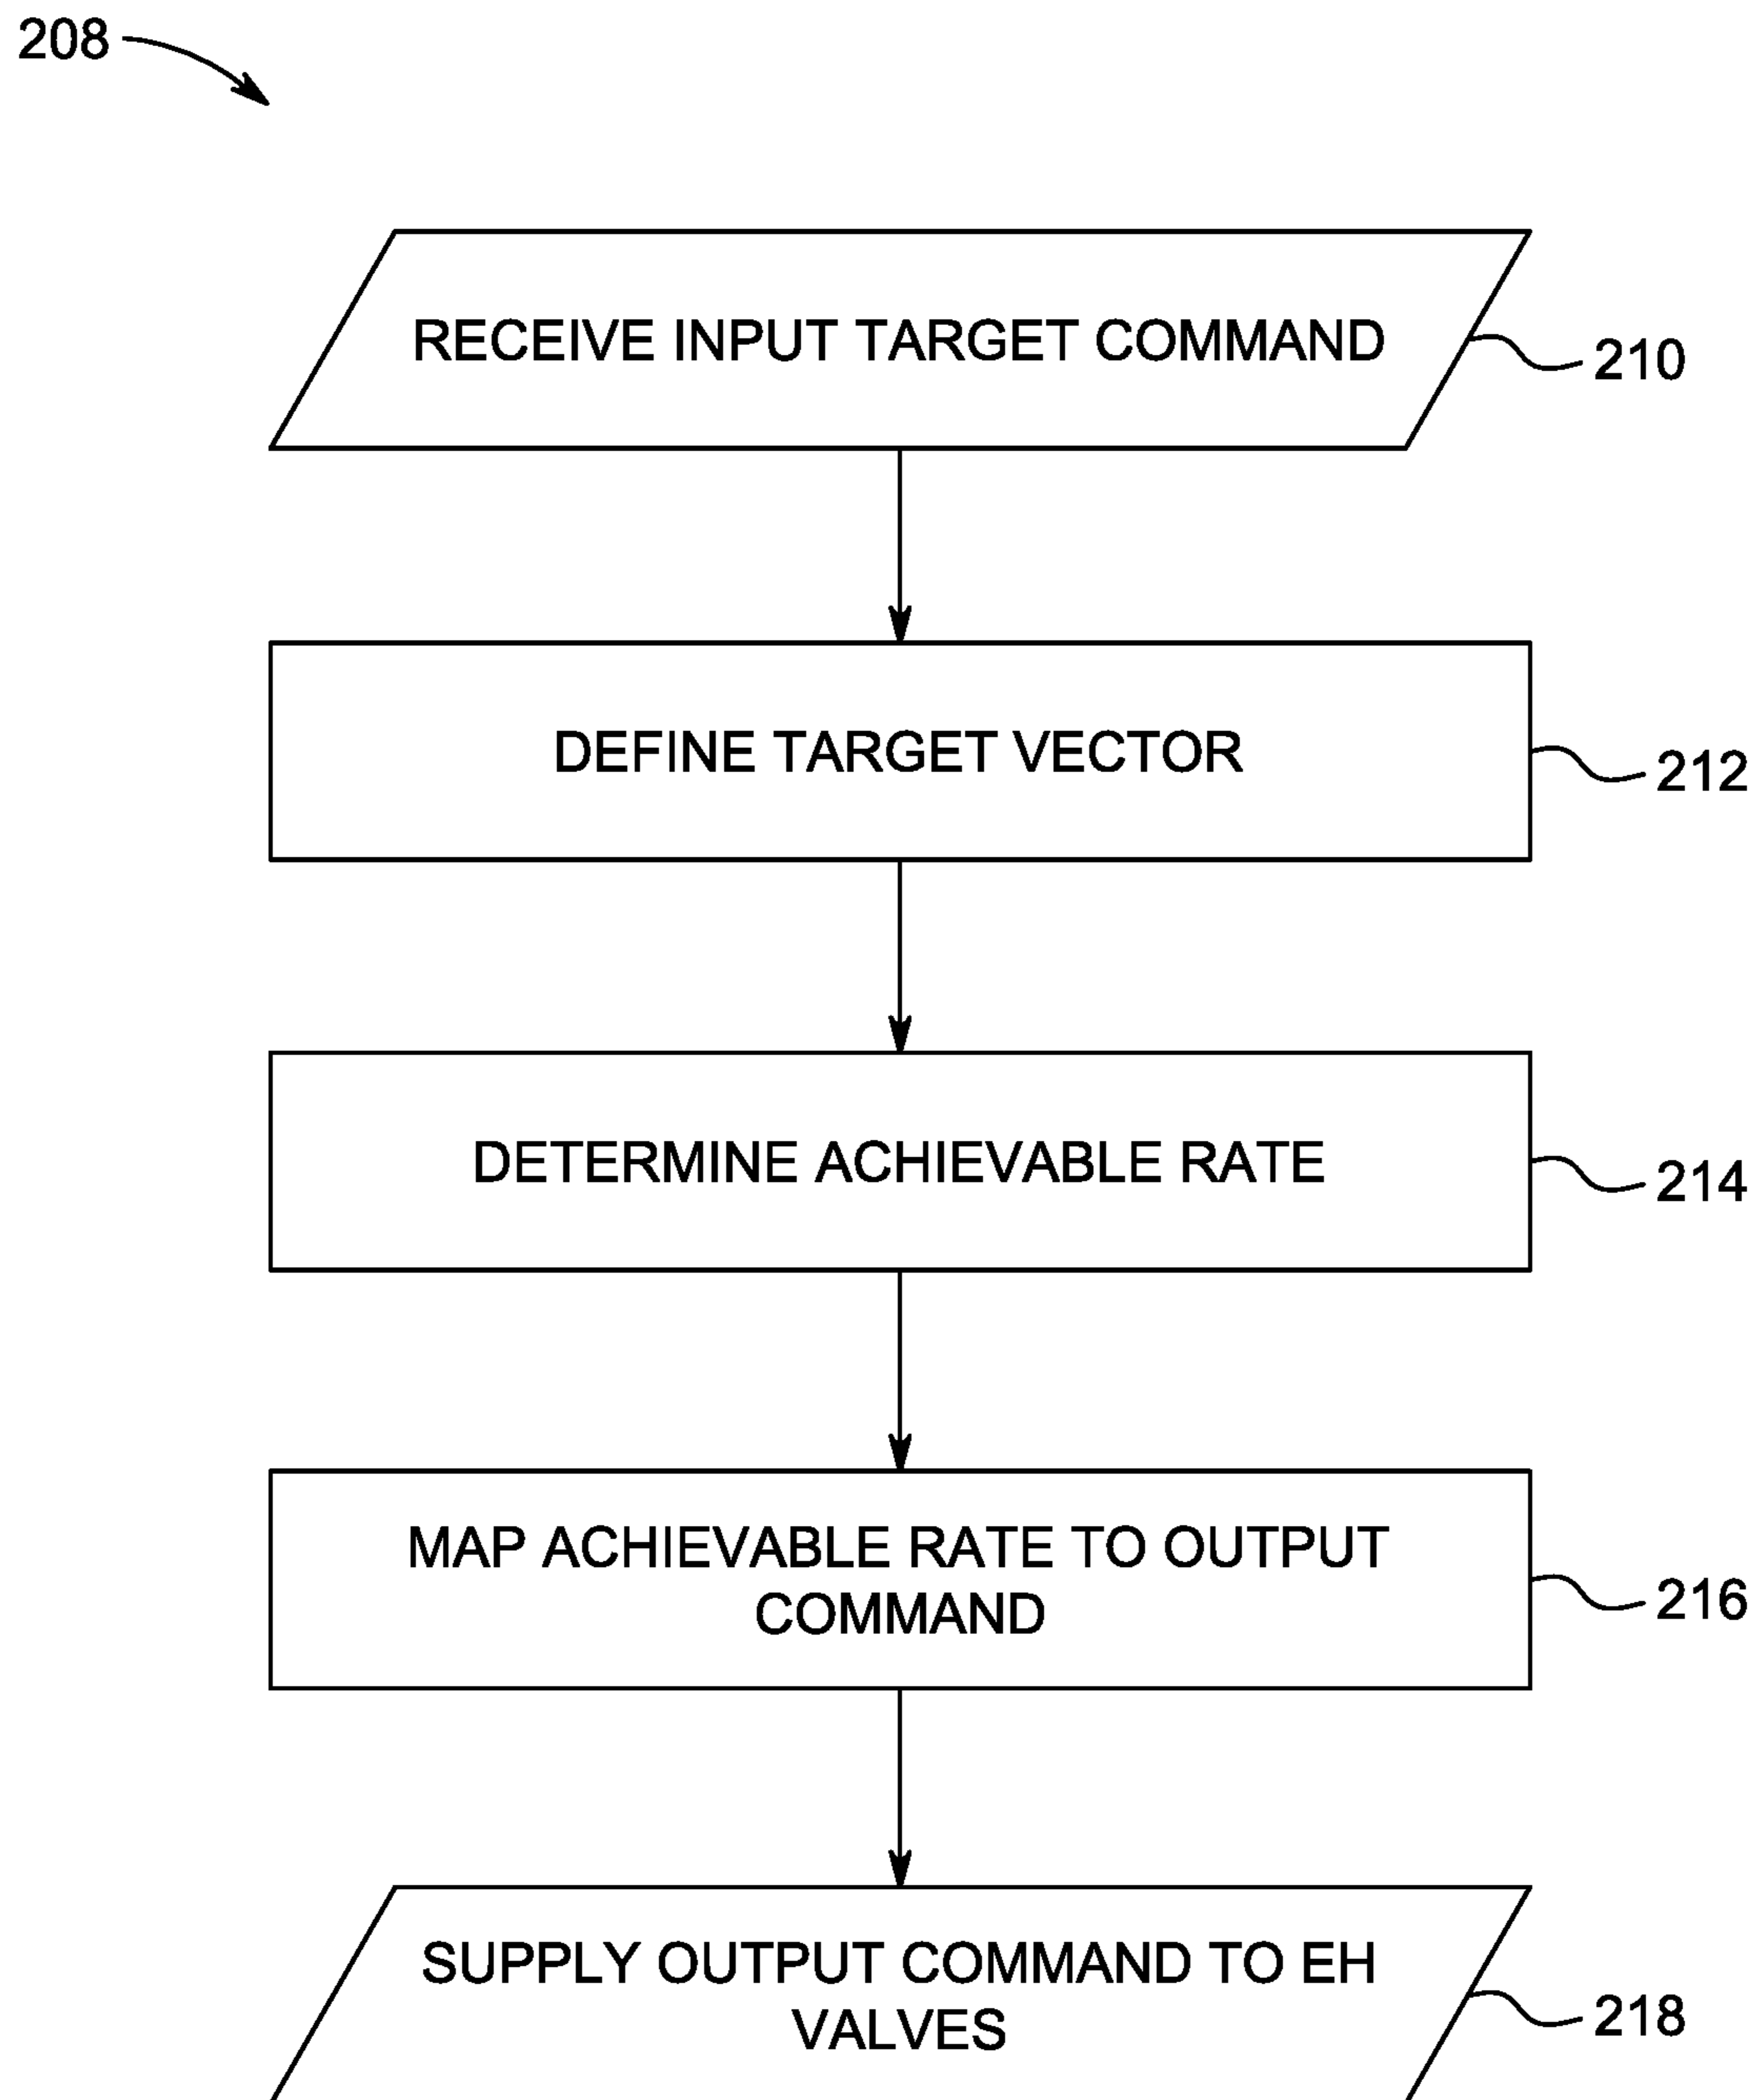 208
RECEIVE INPUT TARGET COMMAND
210
DEFINE TARGET VECTOR
212
DETERMINE ACHIEVABLE RATE
214
MAP ACHIEVABLE RATE TO OUTPUT
COMMAND
216
SUPPLY OUTPUT COMMAND TO EH
VALVES
218